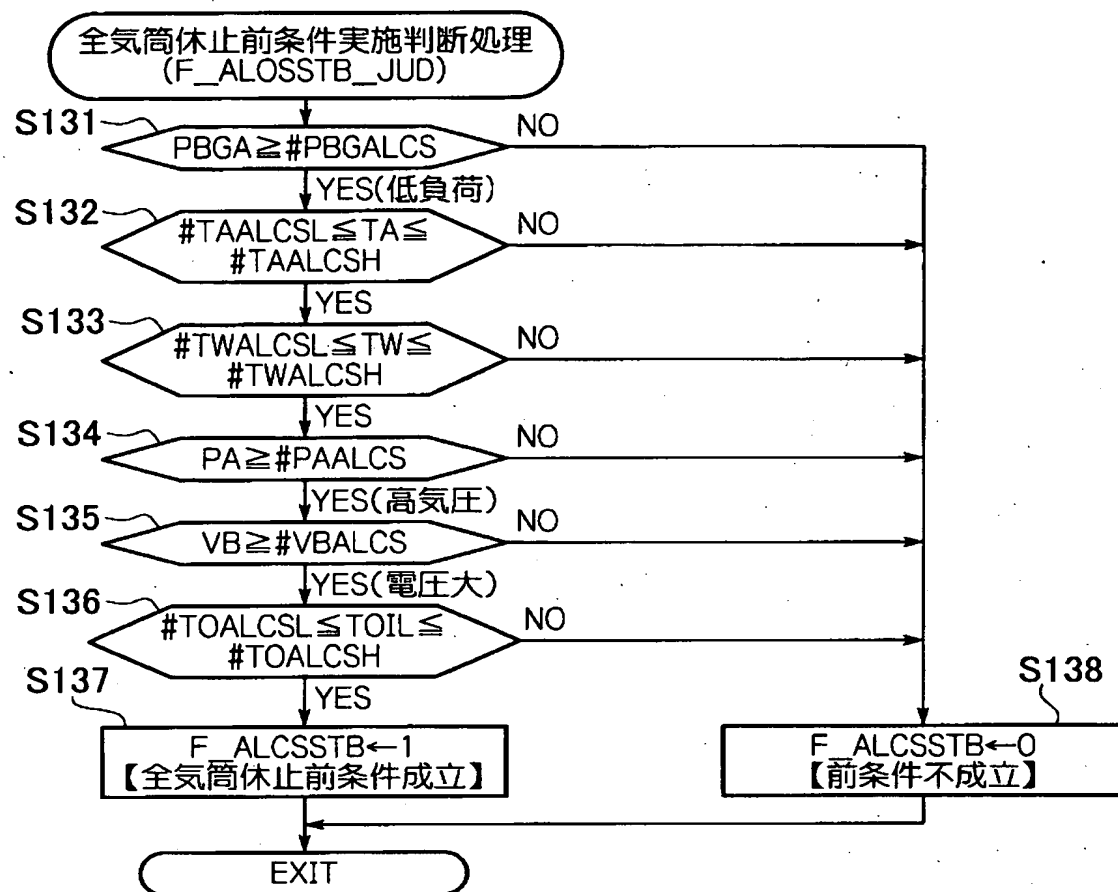 全気筒休止前条件実施判断処理
(F_ALOSSTB_JUD)
S131
PBGA≧#PBGALCS
NO
YES(低負荷)
S132
#TAALCSL≦TA≦
#TAALCSH
NO
YES
S133
#TWALCSL≦TW≦
#TWALCSH
NO
YES
S134
PA≧#PAALCS
NO
YES(高気圧)
S135
VB≧#VBALCS
NO
YES(電圧大)
S136
#TOALCSL≦TOIL≦
#TOALCSH
NO
YES
S137
F_ALCSSTB←1
【全気筒休止前条件成立】
S138
F_ALCSSTB←0
【前条件不成立】
EXIT